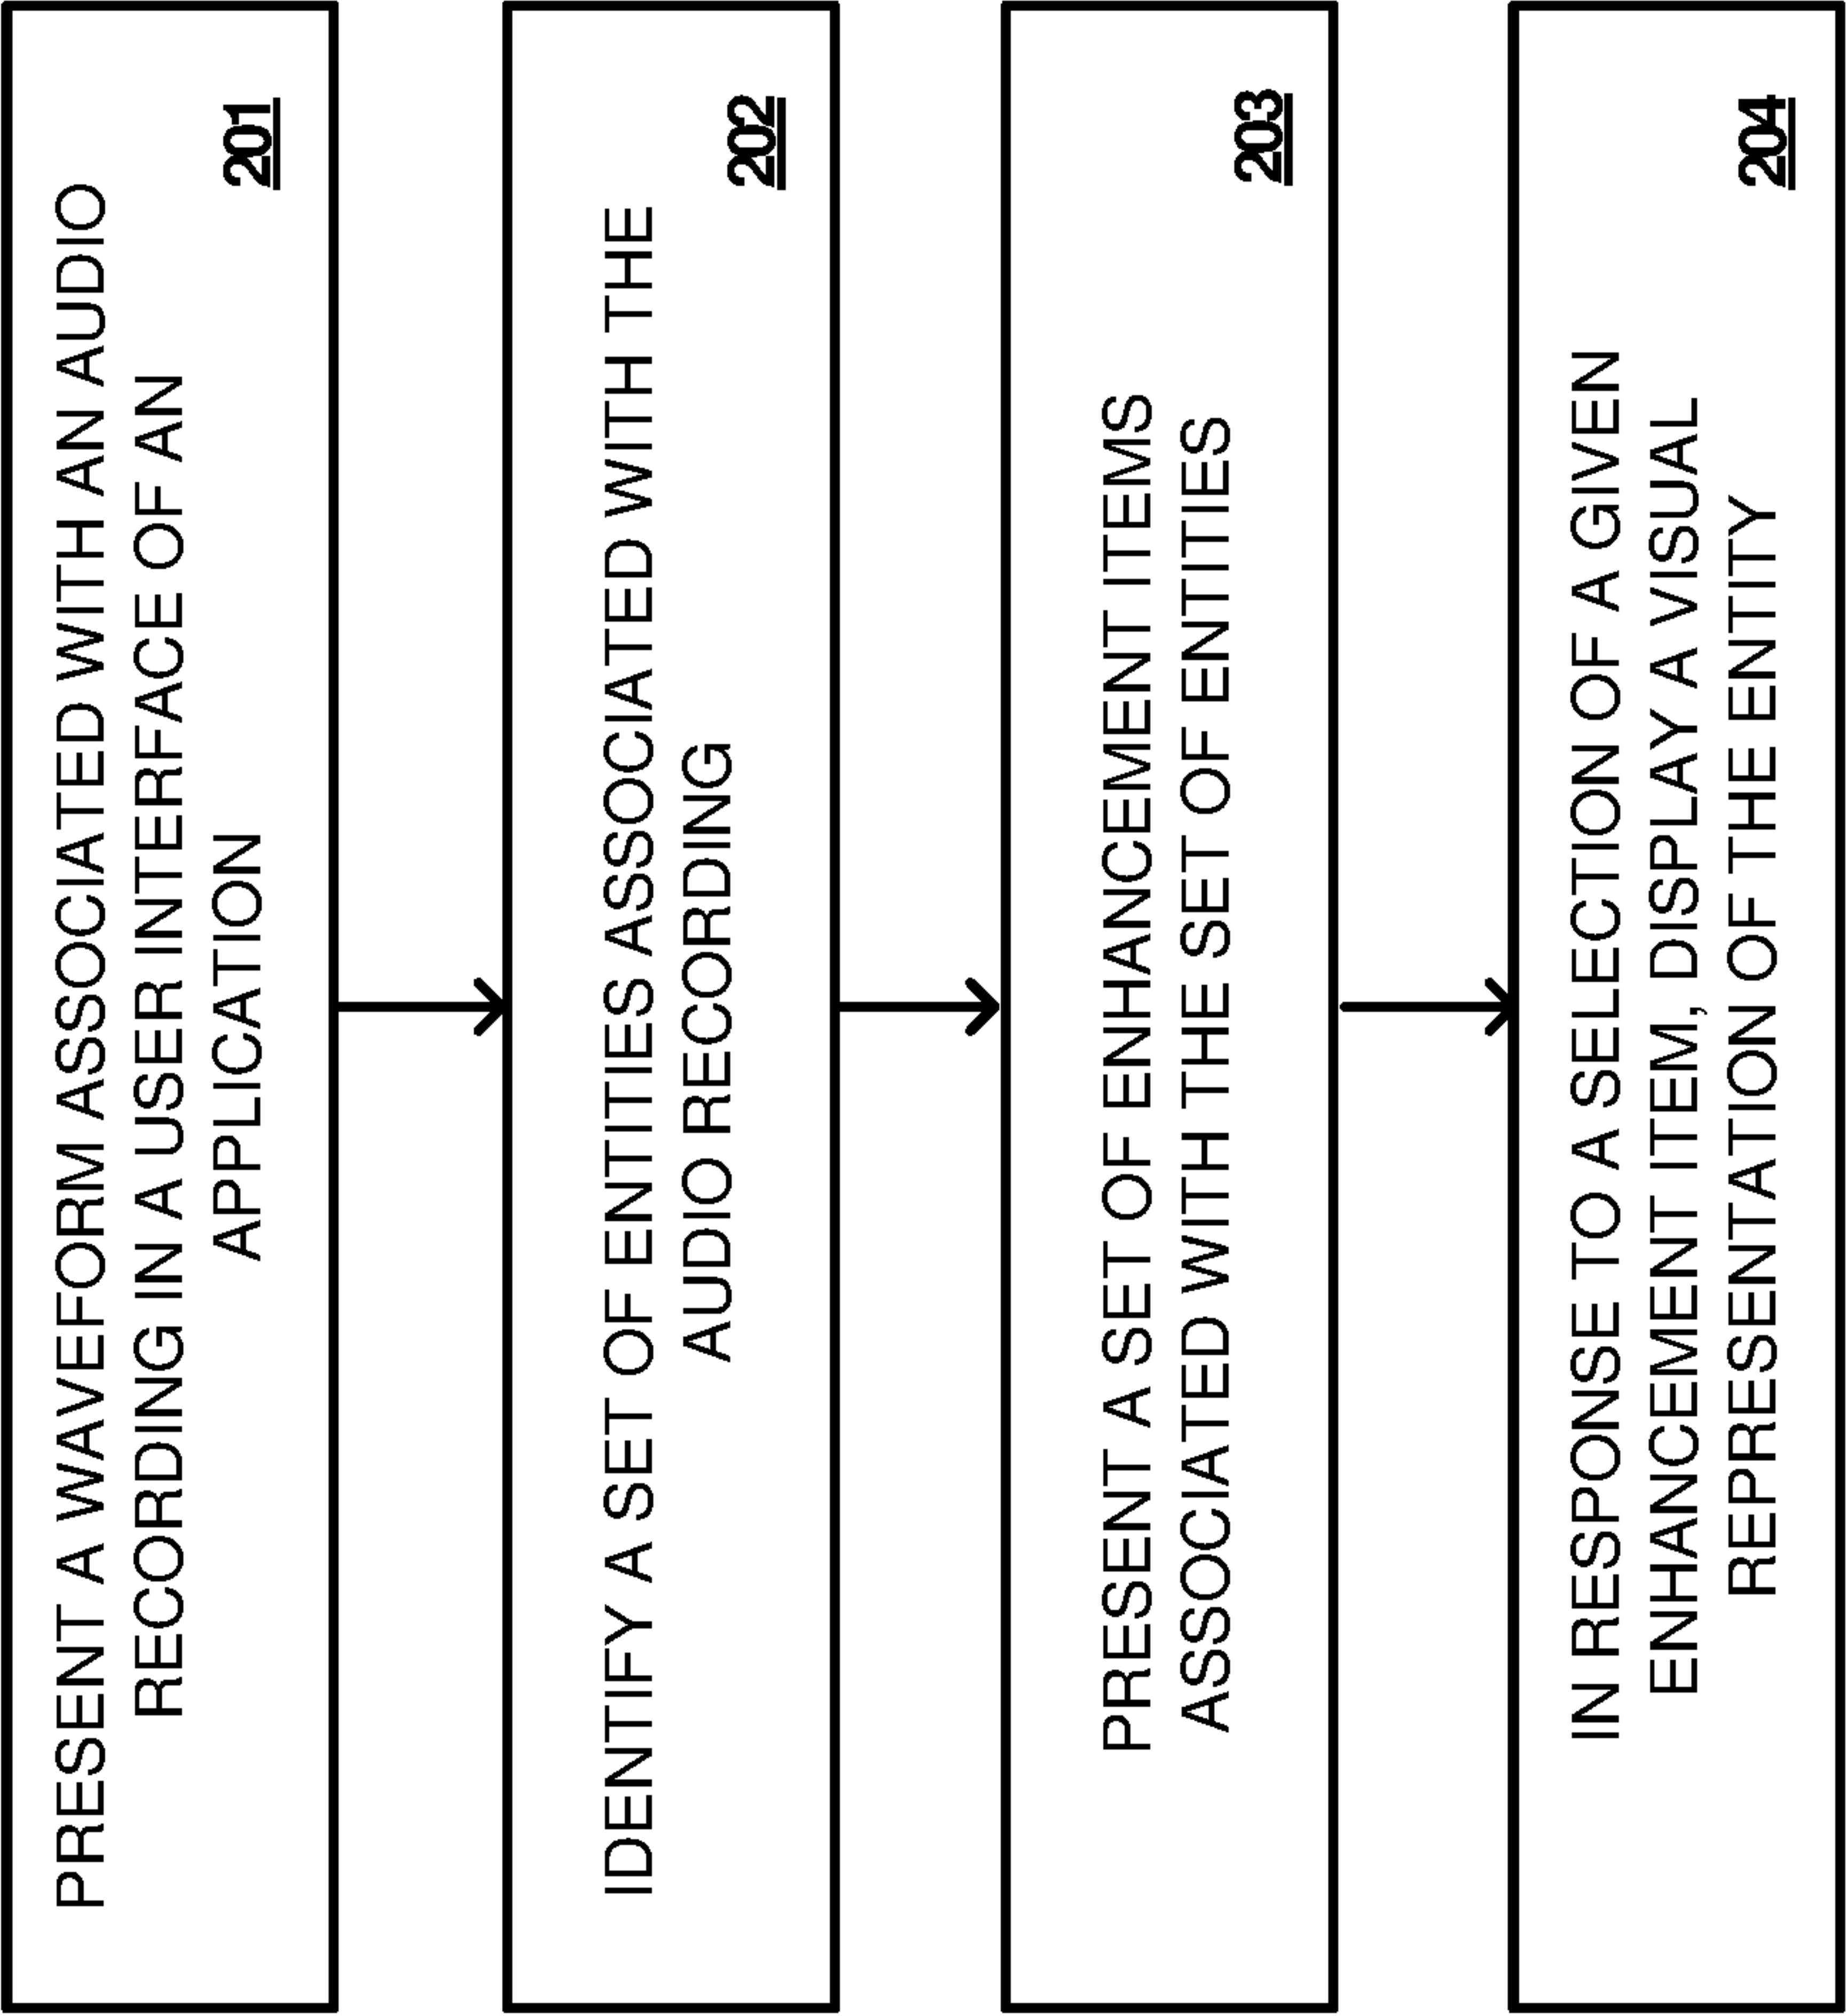 PRESENT A WAVEFORM ASSOCIATED WITH AN AUDIO
RECORDING IN A USER INTERFACE OF AN
APPLICATION
201
IDENTIFY A SET OF ENTITIES ASSOCIATED WITH THE
AUDIO RECORDING
202
PRESENT A SET OF ENHANCEMENT ITEMS
ASSOCIATED WITH THE SET OF ENTITIES
203
IN RESPONSE TO A SELECTION OF A GIVEN
ENHANCEMENT ITEM, DISPLAY A VISUAL
REPRESENTATION OF THE ENTITY
204